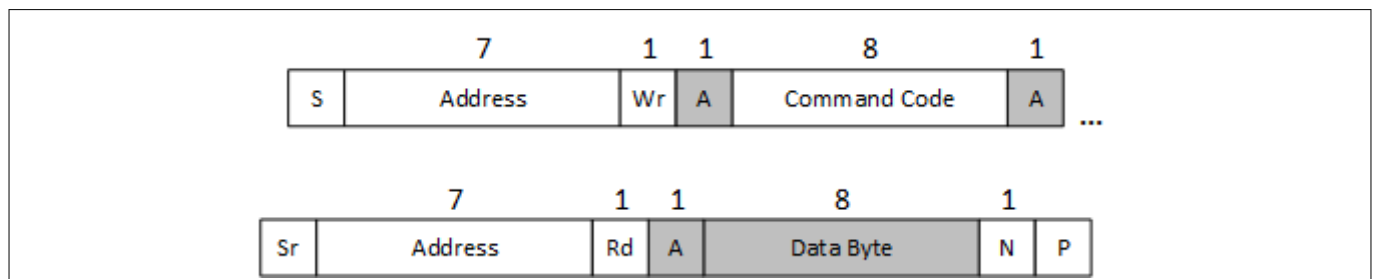 7 1 1 8 1
S Address Wr A Command Code A ...
7 1 1 8 1
Sr Address Rd A Data Byte N P